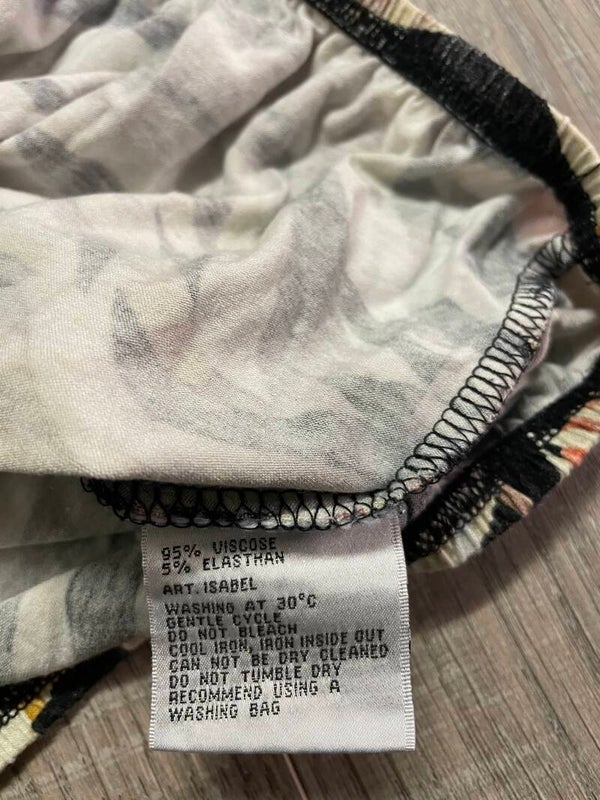 95% VISCOSE
5% ELASTHAN
ART. ISABEL
WASHING AT 30°C
GENTLE CYCLE
DO NOT BLEACH
COOL IRON, IRON INSIDE OUT
CAN NOT BE DRY CLEANED
DO NOT TUMBLE DRY
RECOMMEND USING A
WASHING BAG